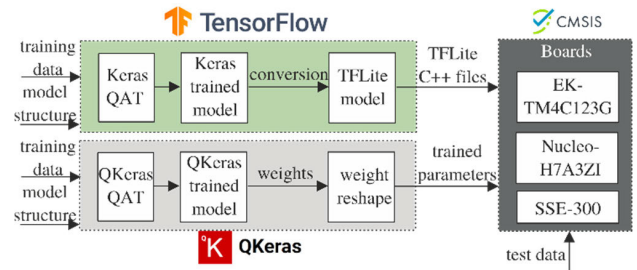 TensorFlow
CMSIS
training
data
model
structure
Keras
QAT
Keras
trained
model
conversion
TFLite
model
TFLite
C++ files
training
data
model
structure
QKeras
QAT
QKeras
trained
model
weights
weight
reshape
trained
parameters
°K QKeras
Boards
EK-
TM4C123G
Nucleo-
H7A3ZI
SSE-300
test data